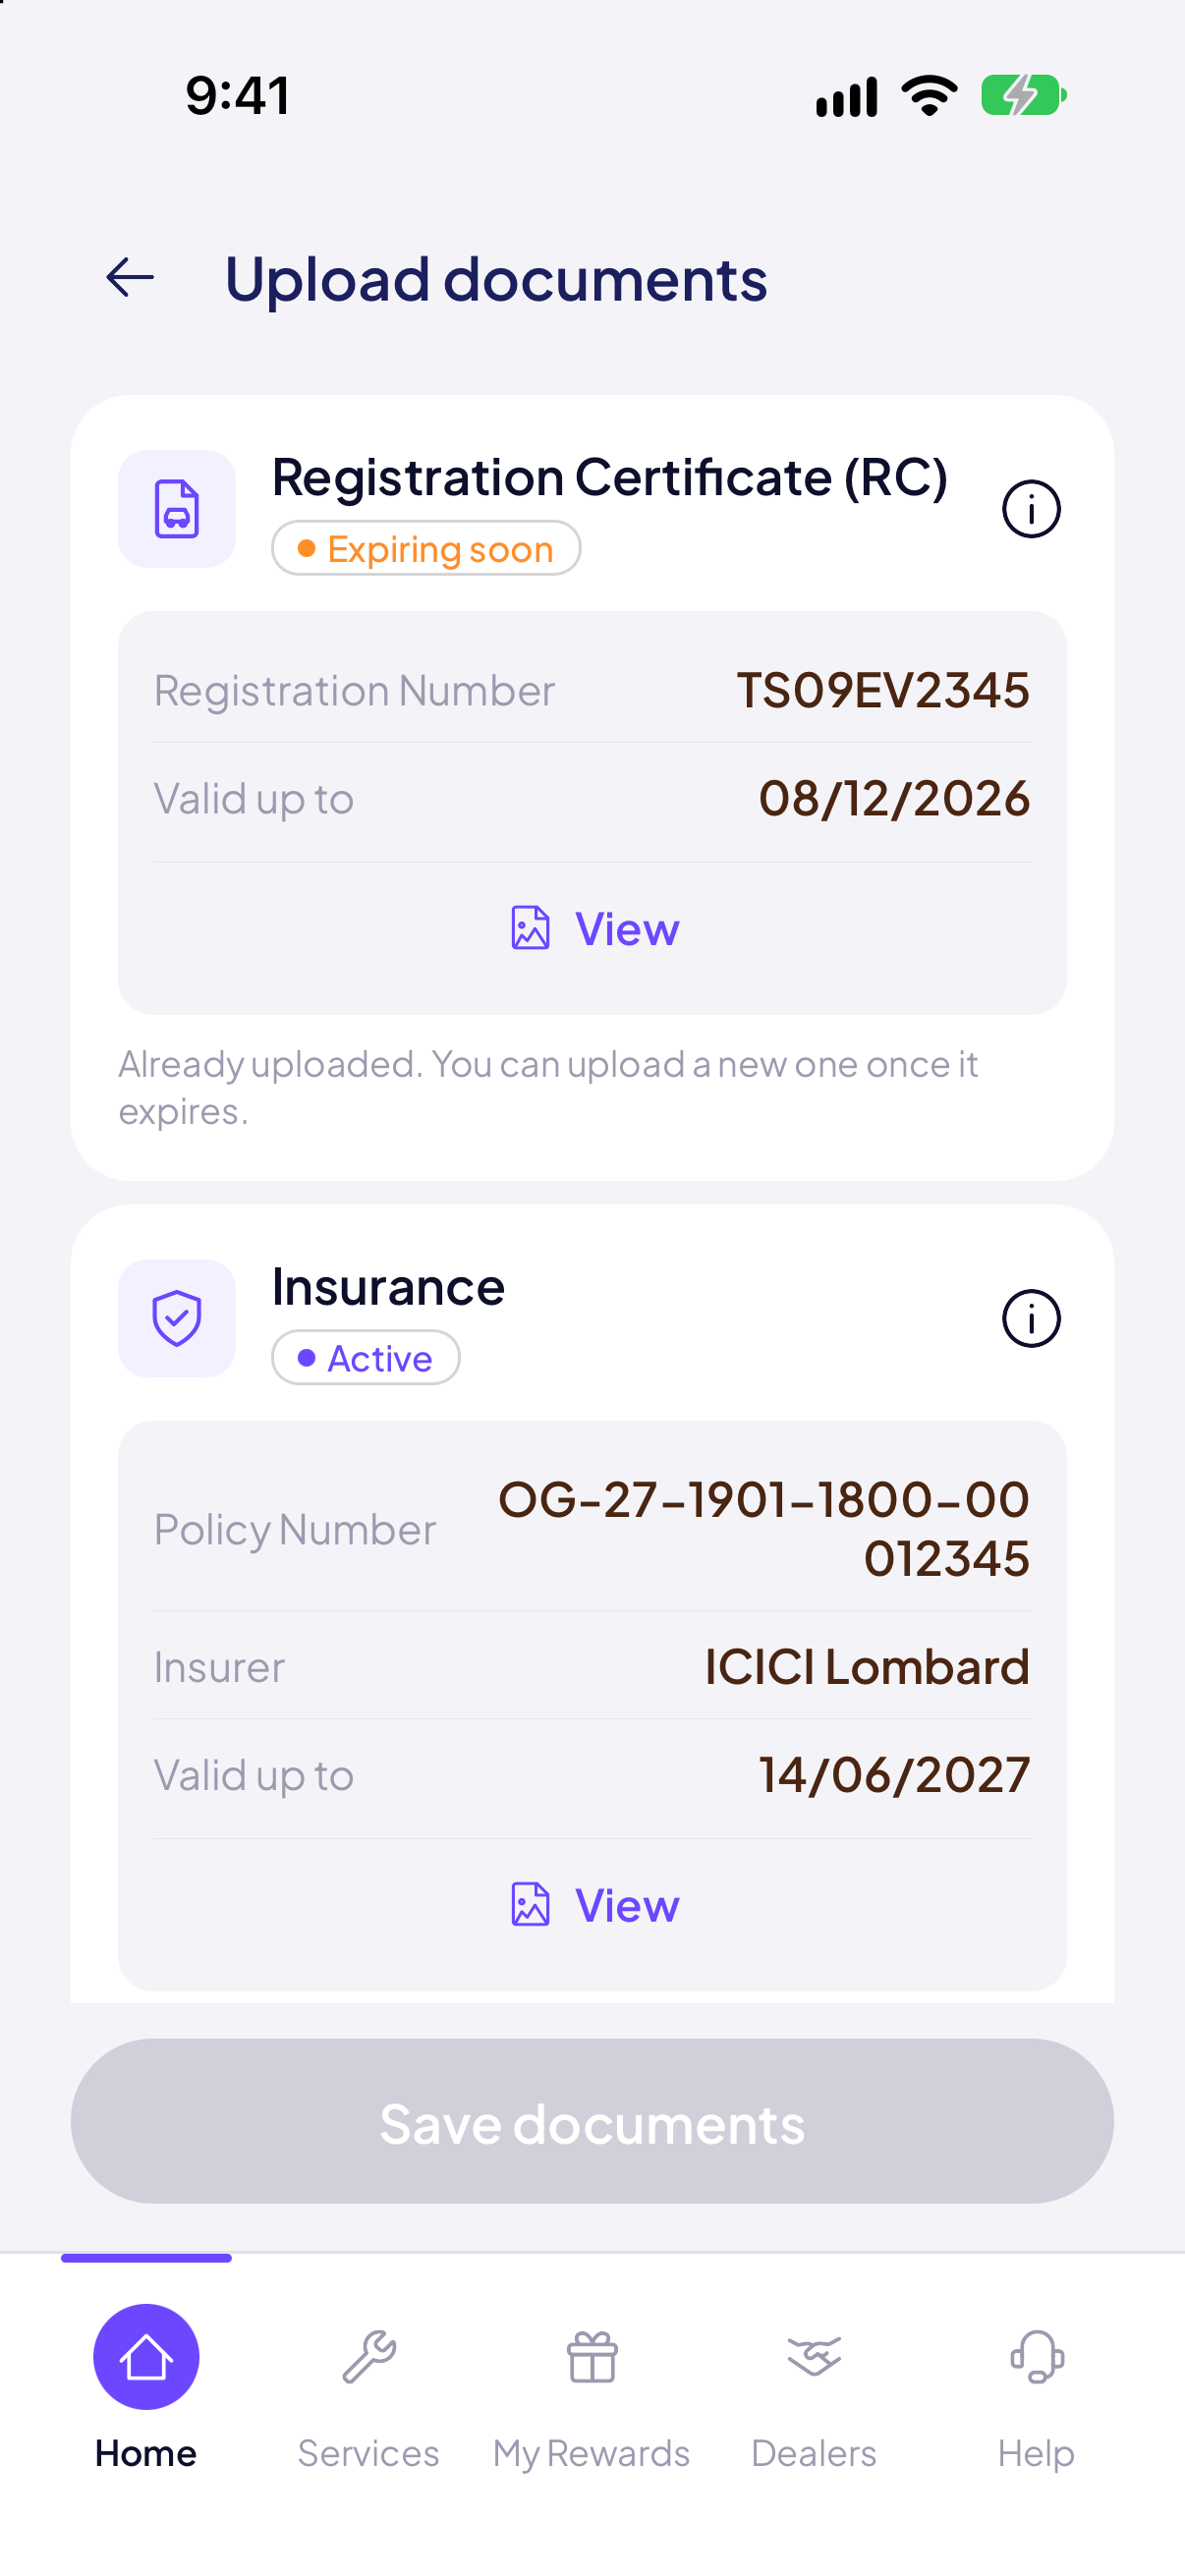 9:41
Upload documents
Registration Certificate (RC)
Expiring soon
Registration Number TS09EV2345
Valid up to 08/12/2026
View
Already uploaded. You can upload a new one once it
expires.
Insurance
Active
Policy Number OG-27-1901-1800-00
012345
Insurer ICICI Lombard
Valid up to 14/06/2027
View
Save documents
Home Services My Rewards Dealers Help